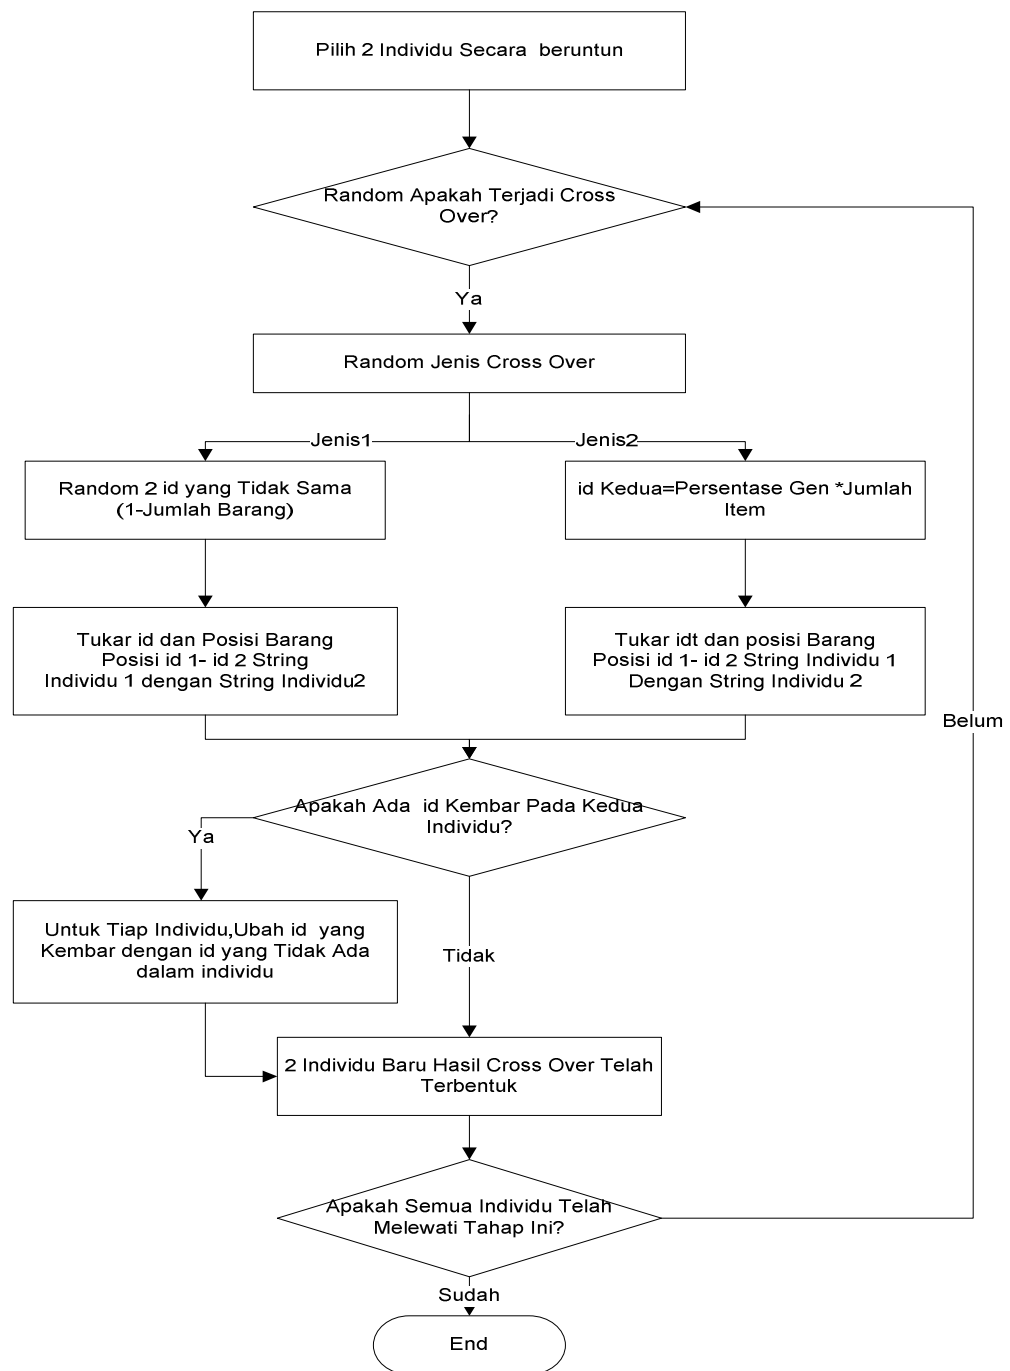 Pilih 2 Individu Secara  beruntun
Random Apakah Terjadi Cross
Over?
Ya
Random Jenis Cross Over
Jenis1
Jenis2
Random 2 id yang Tidak Sama
(1-Jumlah Barang)
id Kedua=Persentase Gen *Jumlah
Item
Tukar id dan Posisi Barang
Posisi id 1- id 2 String
Individu 1 dengan String Individu2
Tukar idt dan posisi Barang
Posisi id 1- id 2 String Individu 1
Dengan String Individu 2
Belum
Apakah Ada  id Kembar Pada Kedua
Individu?
Ya
Untuk Tiap Individu,Ubah id  yang
Kembar dengan id yang Tidak Ada
dalam individu
Tidak
2 Individu Baru Hasil Cross Over Telah
Terbentuk
Apakah Semua Individu Telah
Melewati Tahap Ini?
Sudah
End